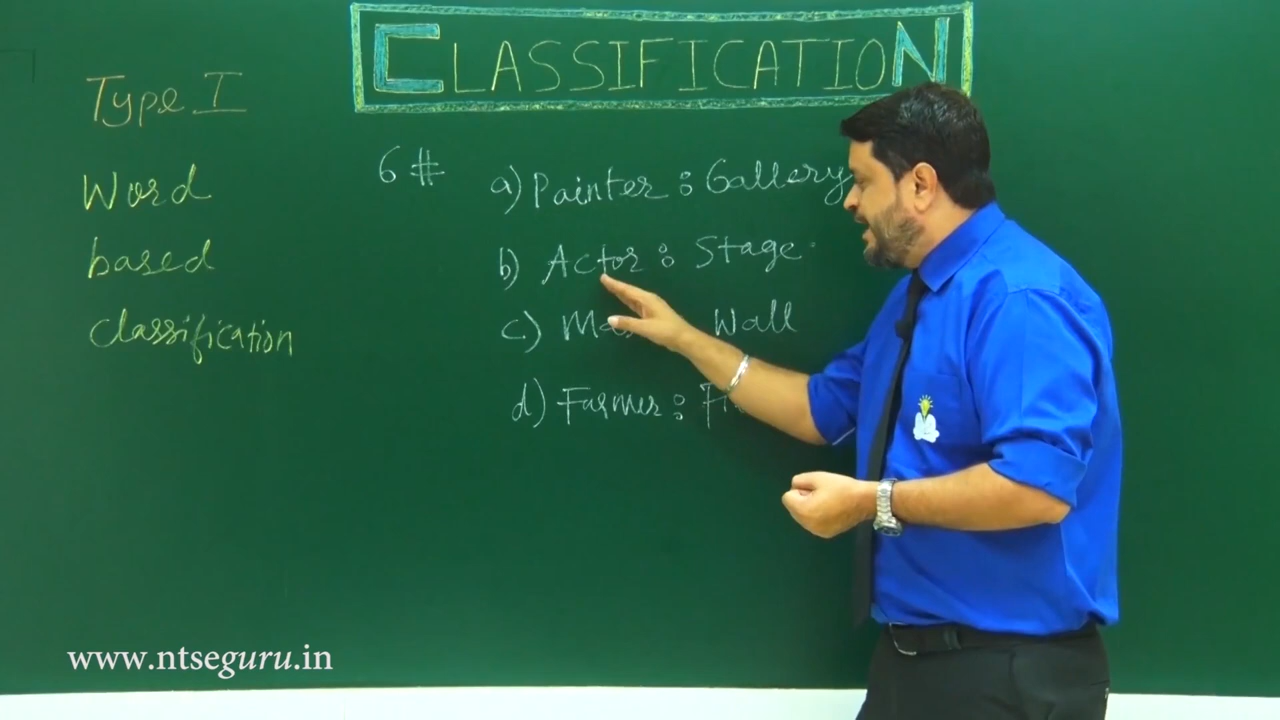 CLASSIFICATION
Type I
Word
based
classification
6#
a) Painter : Gallery
b) Actor : Stage
c) Wall
d) Farmer :
www.ntseguru.in